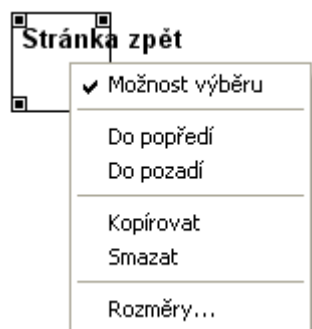 Stránka zpět
Možnost výběru
Do popředí
Do pozadí
Kopírovat
Smazat
Rozměry...